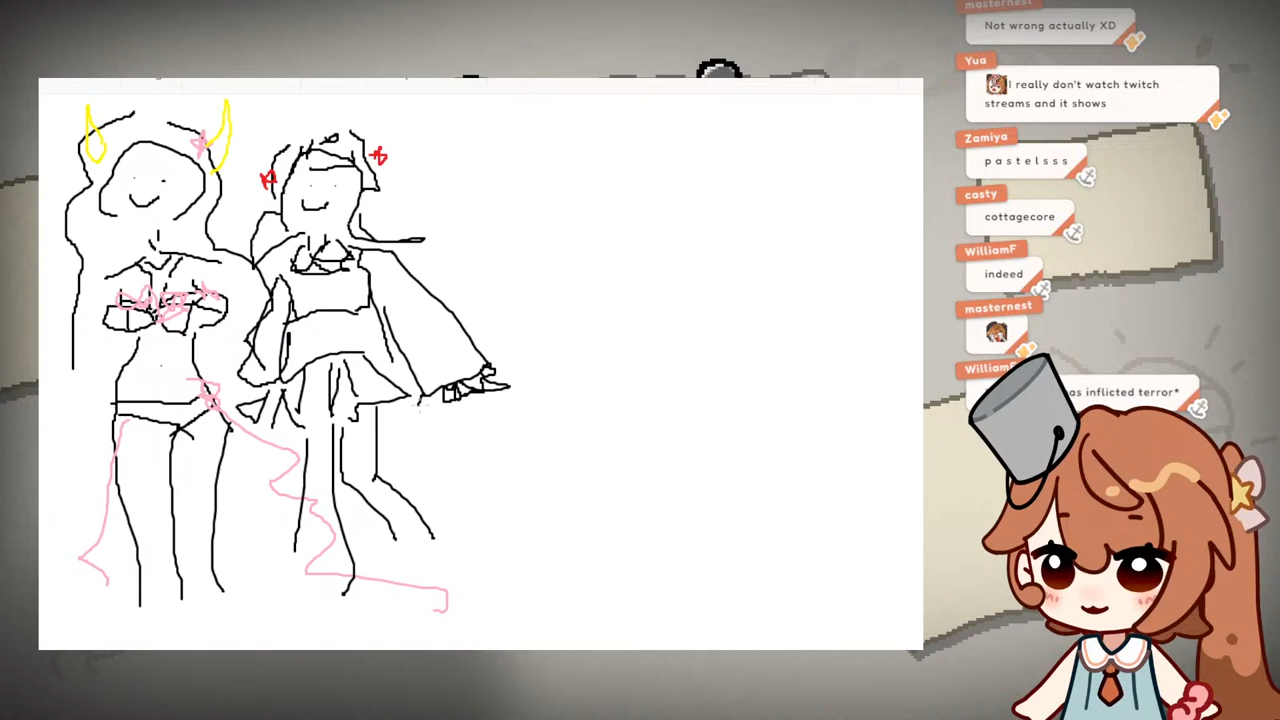 masternest
Not wrong actually XD
Yua
I really don't watch twitch
streams and it shows
Zamiya
p a s t e l s s s
casty
cottagecore
WilliamF
indeed
masternest
WilliamF
as inflicted terror*